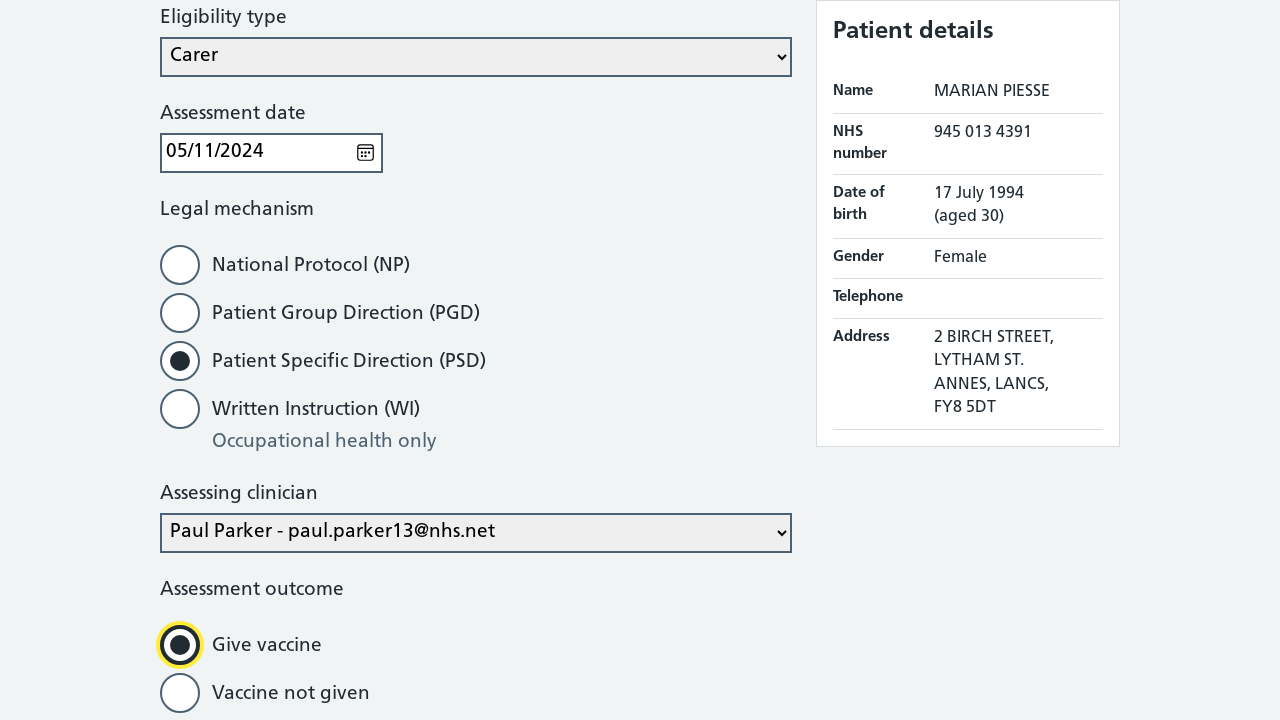 Eligibility type
Carer
Assessment date
05/11/2024
Legal mechanism
National Protocol (NP)
Patient Group Direction (PGD)
Patient Specific Direction (PSD)
Written Instruction (WI)
Occupational health only
Assessing clinician
Paul Parker - paul.parker13@nhs.net
Assessment outcome
Give vaccine
Vaccine not given
Patient details
Name MARIAN PIESSE
NHS number 945 013 4391
Date of birth 17 July 1994
(aged 30)
Gender Female
Telephone
Address 2 BIRCH STREET,
LYTHAM ST.
ANNES, LANCS,
FY8 5DT